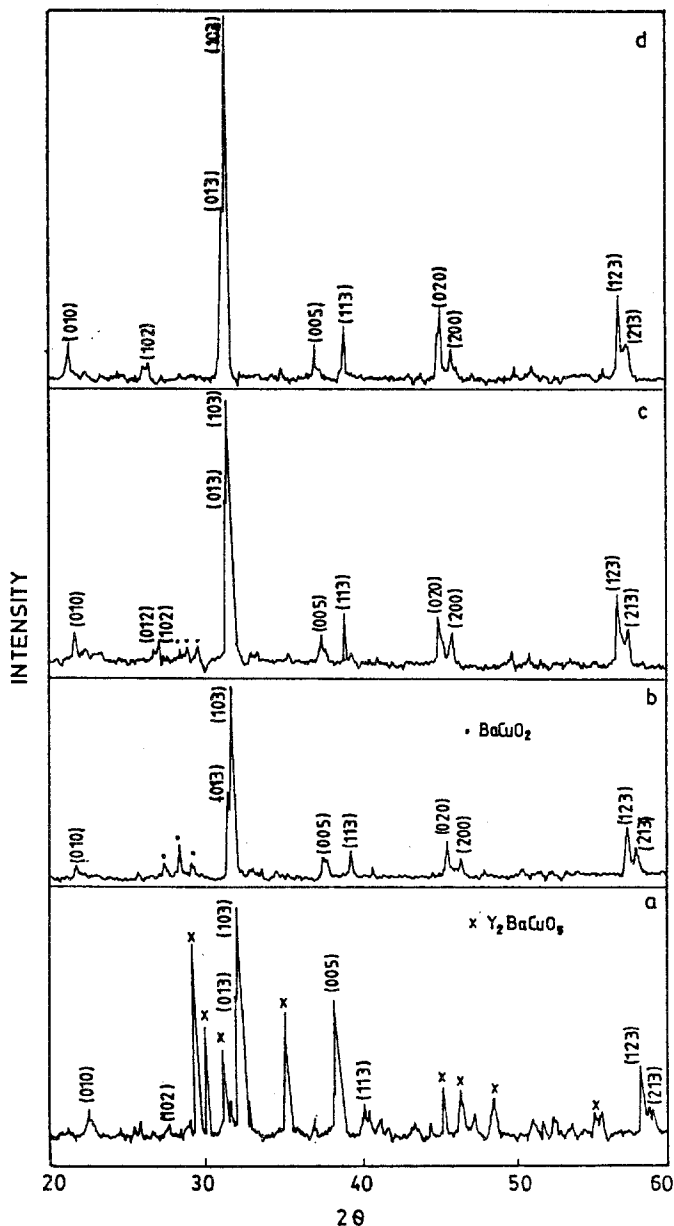 d
(103)
(013)
(010)
(102)
(005)
(113)
(020)
(200)
(123)
(213)
c
(103)
(013)
(010)
(012)
(102)
(005)
(113)
(020)
(200)
(123)
(213)
b
(103)
• BaCuO₂
(013)
(010)
(005)
(113)
(020)
(200)
(123)
(213)
a
(103)
x Y₂BaCuO₅
x
(013)
x
x
x
(005)
(010)
(102)
(113)
x
x
x
x
(123)
(213)
20 30 40 50 60
2θ
INTENSITY